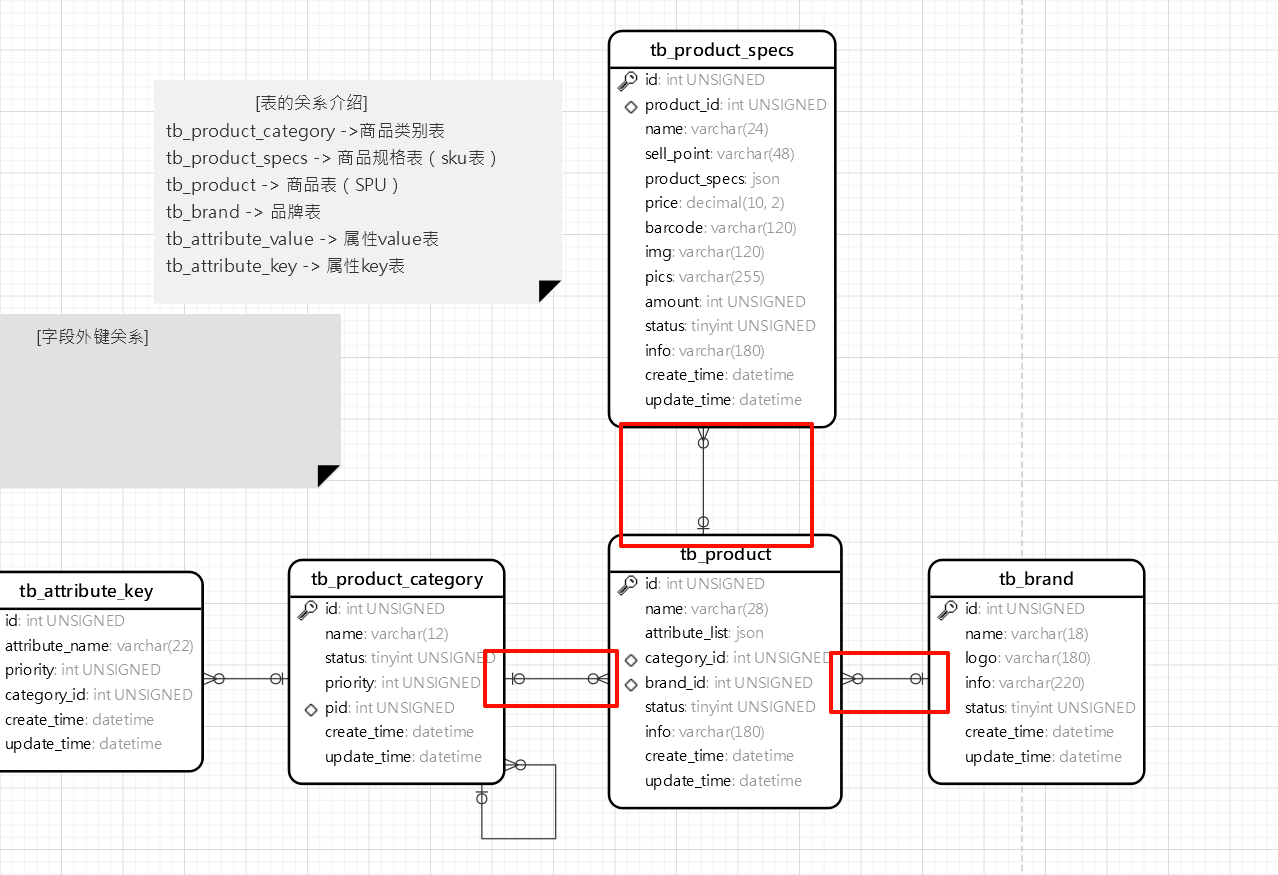 [表的关系介绍]
tb_product_category ->商品类别表
tb_product_specs -> 商品规格表（sku表）
tb_product -> 商品表（SPU）
tb_brand -> 品牌表
tb_attribute_value -> 属性value表
tb_attribute_key -> 属性key表
[字段外键关系]
tb_product_specs
id: int UNSIGNED
product_id: int UNSIGNED
name: varchar(24)
sell_point: varchar(48)
product_specs: json
price: decimal(10, 2)
barcode: varchar(120)
img: varchar(120)
pics: varchar(255)
amount: int UNSIGNED
status: tinyint UNSIGNED
info: varchar(180)
create_time: datetime
update_time: datetime
tb_attribute_key
id: int UNSIGNED
attribute_name: varchar(22)
priority: int UNSIGNED
category_id: int UNSIGNED
create_time: datetime
update_time: datetime
tb_product_category
id: int UNSIGNED
name: varchar(12)
status: tinyint UNSIGNED
priority: int UNSIGNED
pid: int UNSIGNED
create_time: datetime
update_time: datetime
tb_product
id: int UNSIGNED
name: varchar(28)
attribute_list: json
category_id: int UNSIGNED
brand_id: int UNSIGNED
status: tinyint UNSIGNED
info: varchar(180)
create_time: datetime
update_time: datetime
tb_brand
id: int UNSIGNED
name: varchar(18)
logo: varchar(180)
info: varchar(220)
status: tinyint UNSIGNED
create_time: datetime
update_time: datetime